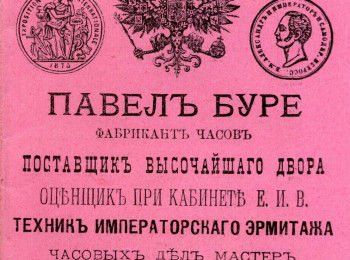 ПАВЕЛЪ БУРЕ
ФАБРИКАНТЪ ЧАСОВЪ
ПОСТАВЩИКЪ ВЫСОЧАЙШАГО ДВОРА
ОЦѢНЩИКЪ ПРИ КАБИНЕТѢ Е. И. В.
ТЕХНИКЪ ИМПЕРАТОРСКАГО ЭРМИТАЖА
ЧАСОВЫХЪ ДѢЛЪ МАСТЕРЪ